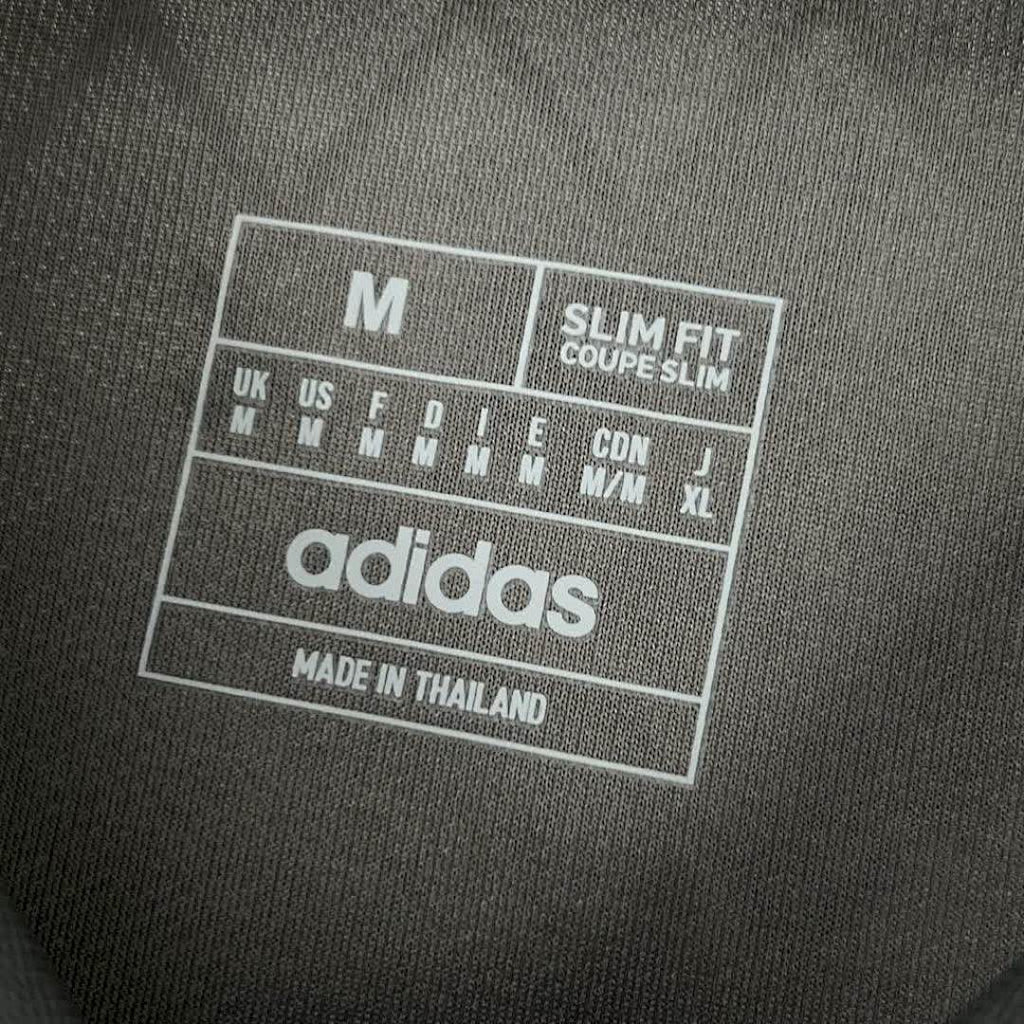 M
SLIM FIT
COUPE SLIM
UK US F D I E CDN J
M M M M M M M/M XL
adidas
MADE IN THAILAND